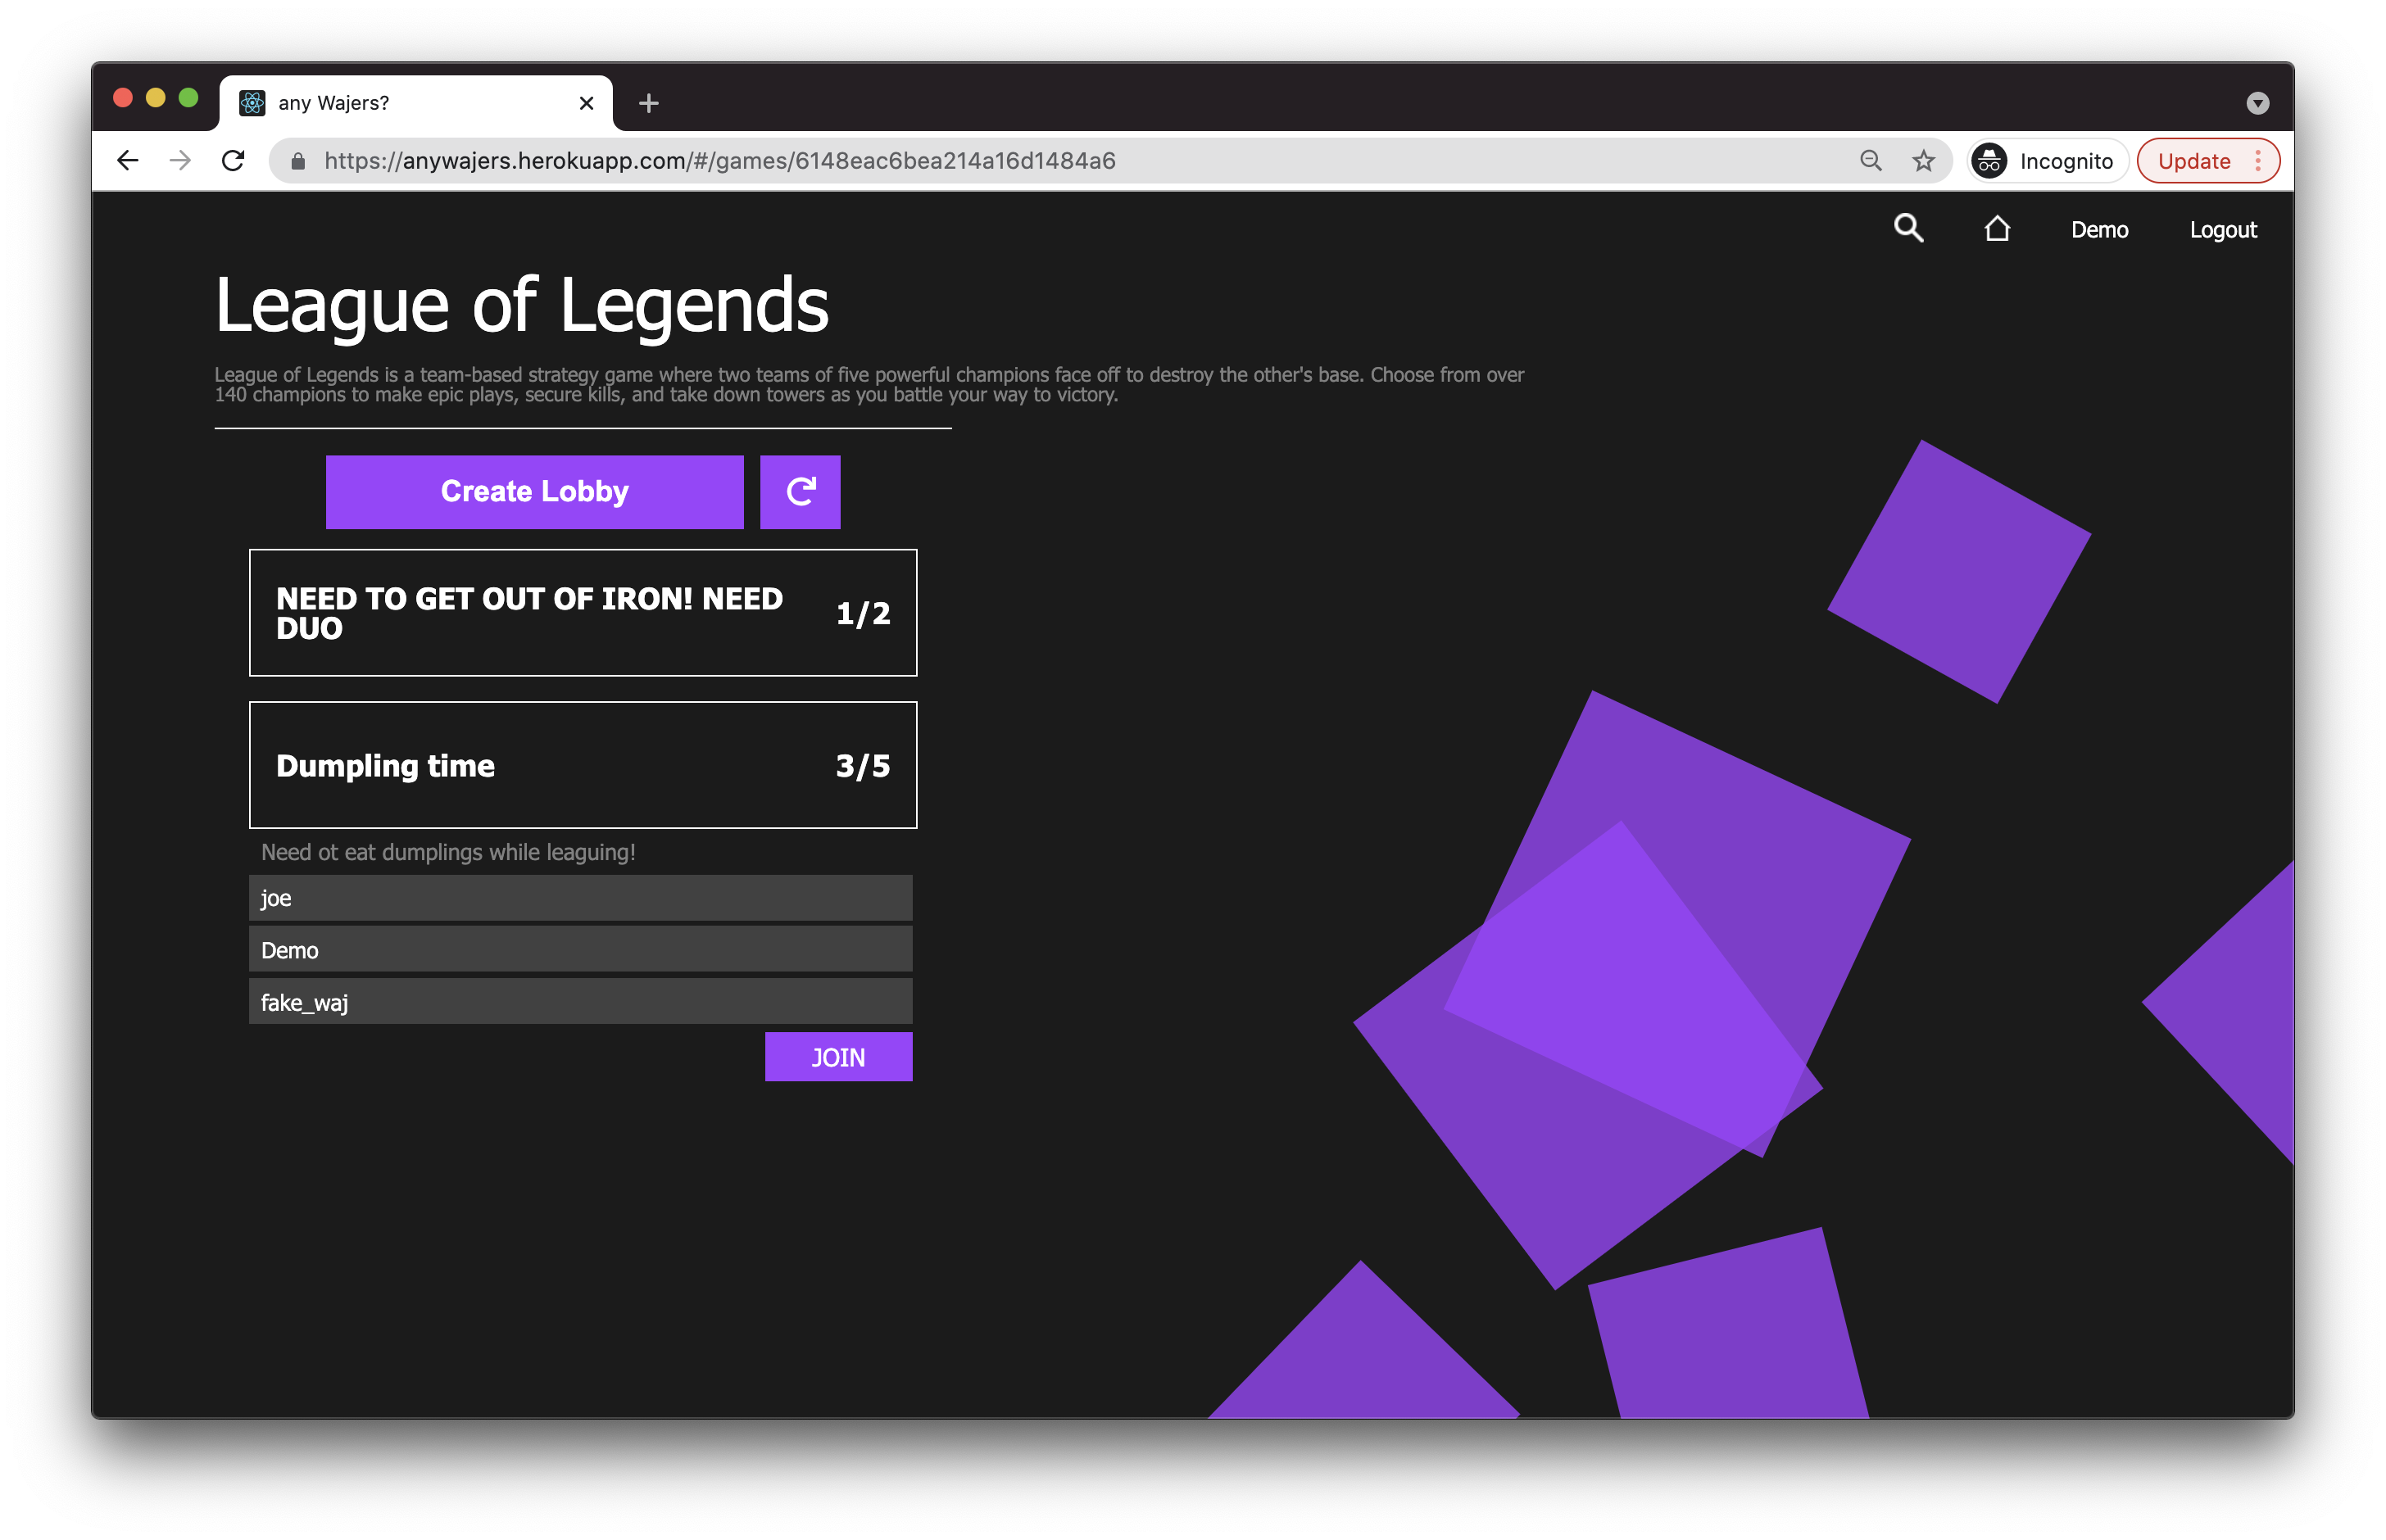 any Wajers?
https://anywajers.herokuapp.com/#/games/6148eac6bea214a16d1484a6
Incognito
Update
Demo
Logout
League of Legends
League of Legends is a team-based strategy game where two teams of five powerful champions face off to destroy the other's base. Choose from over
140 champions to make epic plays, secure kills, and take down towers as you battle your way to victory.
Create Lobby
NEED TO GET OUT OF IRON! NEED
DUO
1/2
Dumpling time
3/5
Need ot eat dumplings while leaguing!
joe
Demo
fake_waj
JOIN